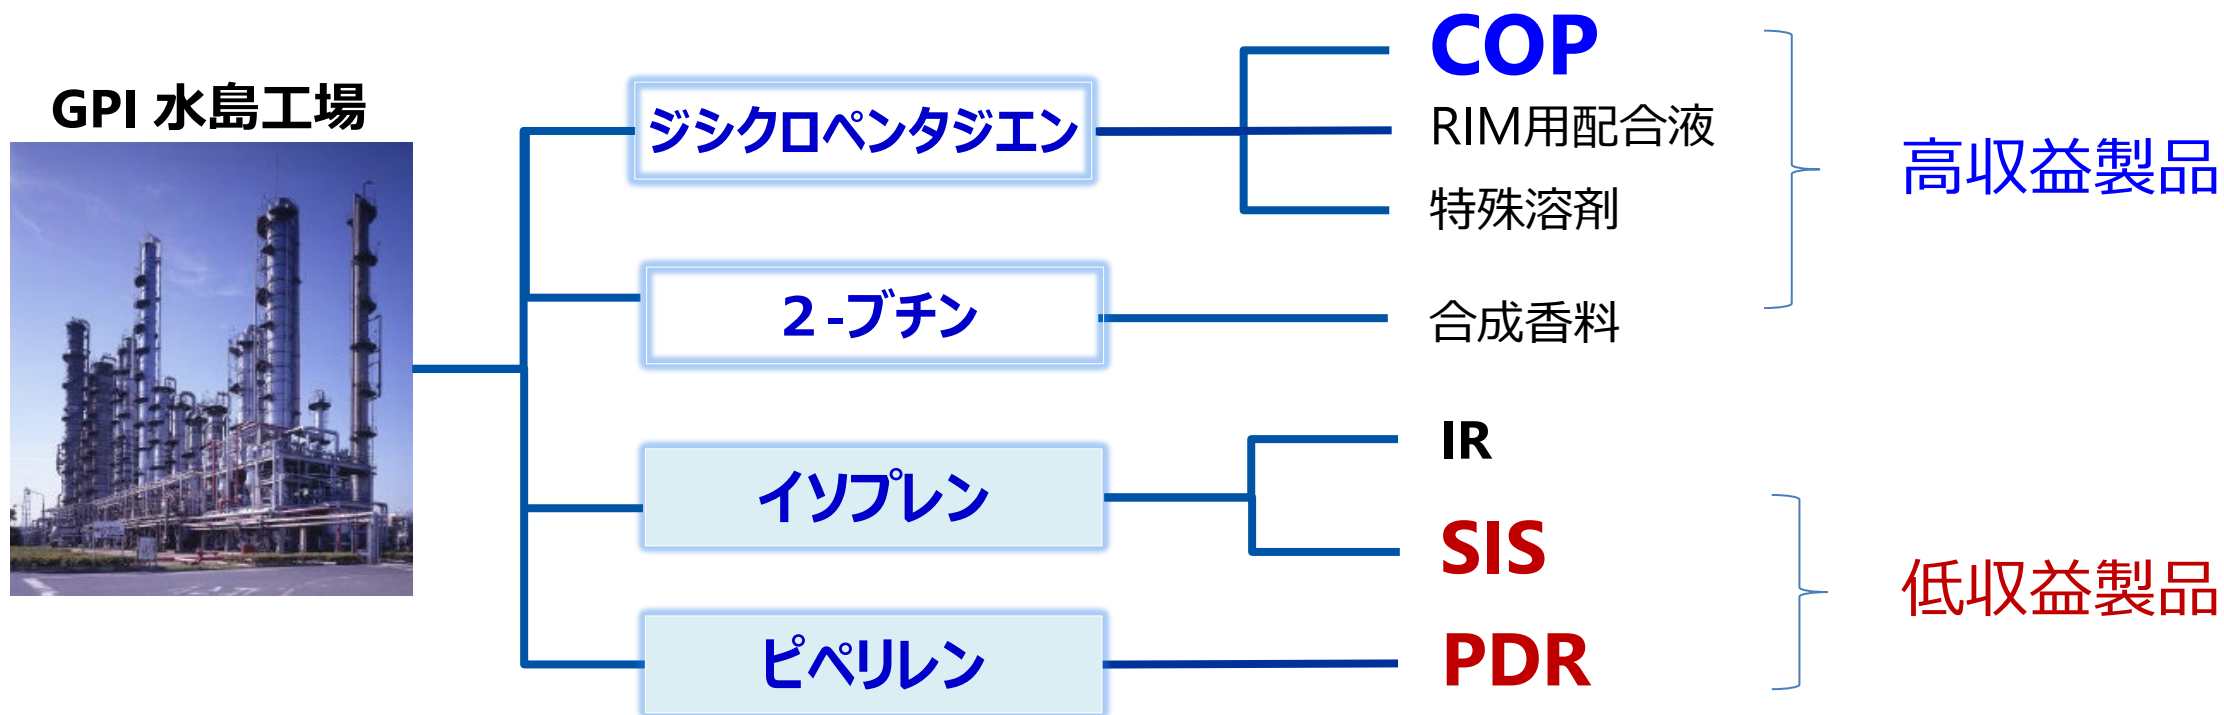 GPI 水島工場
ジシクロペンタジエン
COP
RIM用配合液
特殊溶剤
高収益製品
２-ブチン
合成香料
イソプレン
IR
SIS
低収益製品
ピペリレン
PDR